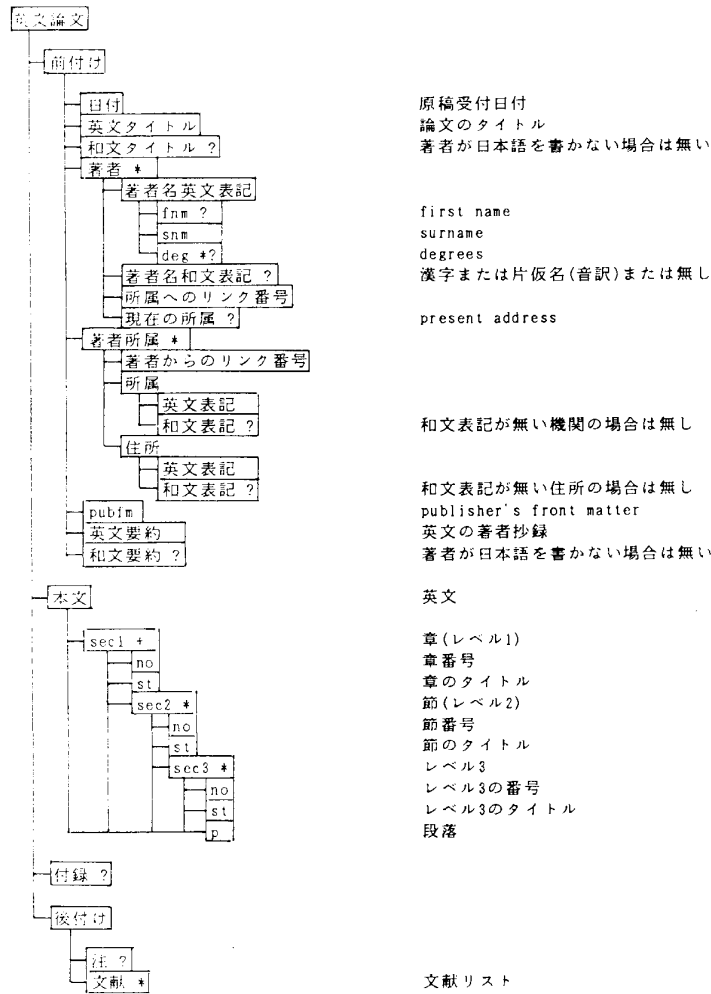 英文論文
前付け
日付 原稿受付日付
英文タイトル 論文のタイトル
和文タイトル ? 著者が日本語を書かない場合は無い
著者 *
著者名英文表記
fnm ? first name
snm surname
deg *? degrees
著者名和文表記 ? 漢字または片仮名(音訳)または無し
所属へのリンク番号
現在の所属 ? present address
著者所属 *
著者からのリンク番号
所属
英文表記
和文表記 ? 和文表記が無い機関の場合は無し
住所
英文表記
和文表記 ? 和文表記が無い住所の場合は無し
pubfm publisher's front matter
英文要約 英文の著者抄録
和文要約 ? 著者が日本語を書かない場合は無い
本文 英文
sec1 + 章(レベル1)
no 章番号
st 章のタイトル
sec2 * 節(レベル2)
no 節番号
st 節のタイトル
sec3 * レベル3
no レベル3の番号
st レベル3のタイトル
p 段落
付録 ?
後付け
注 ?
文献 * 文献リスト